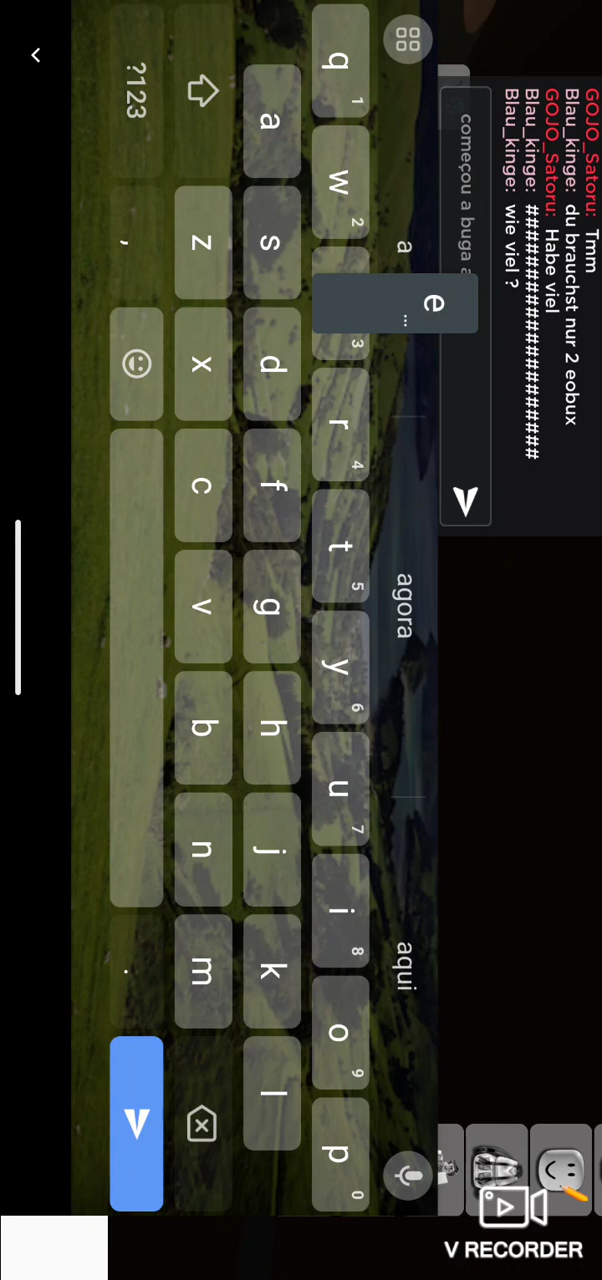 GOJO_Satoru: Tmm
Blau_kinge: du brauchst nur 2 eobux
GOJO_Satoru: Habe viel
Blau_kinge: #######################
Blau_kinge: wie viel ?
começou a buga a
a agora aqui
e
...
q 1 w 2 3 r 4 t 5 y 6 u 7 i 8 o 9 p 0
a s d f g h j k l
z x c v b n m
?123 , .
V RECORDER